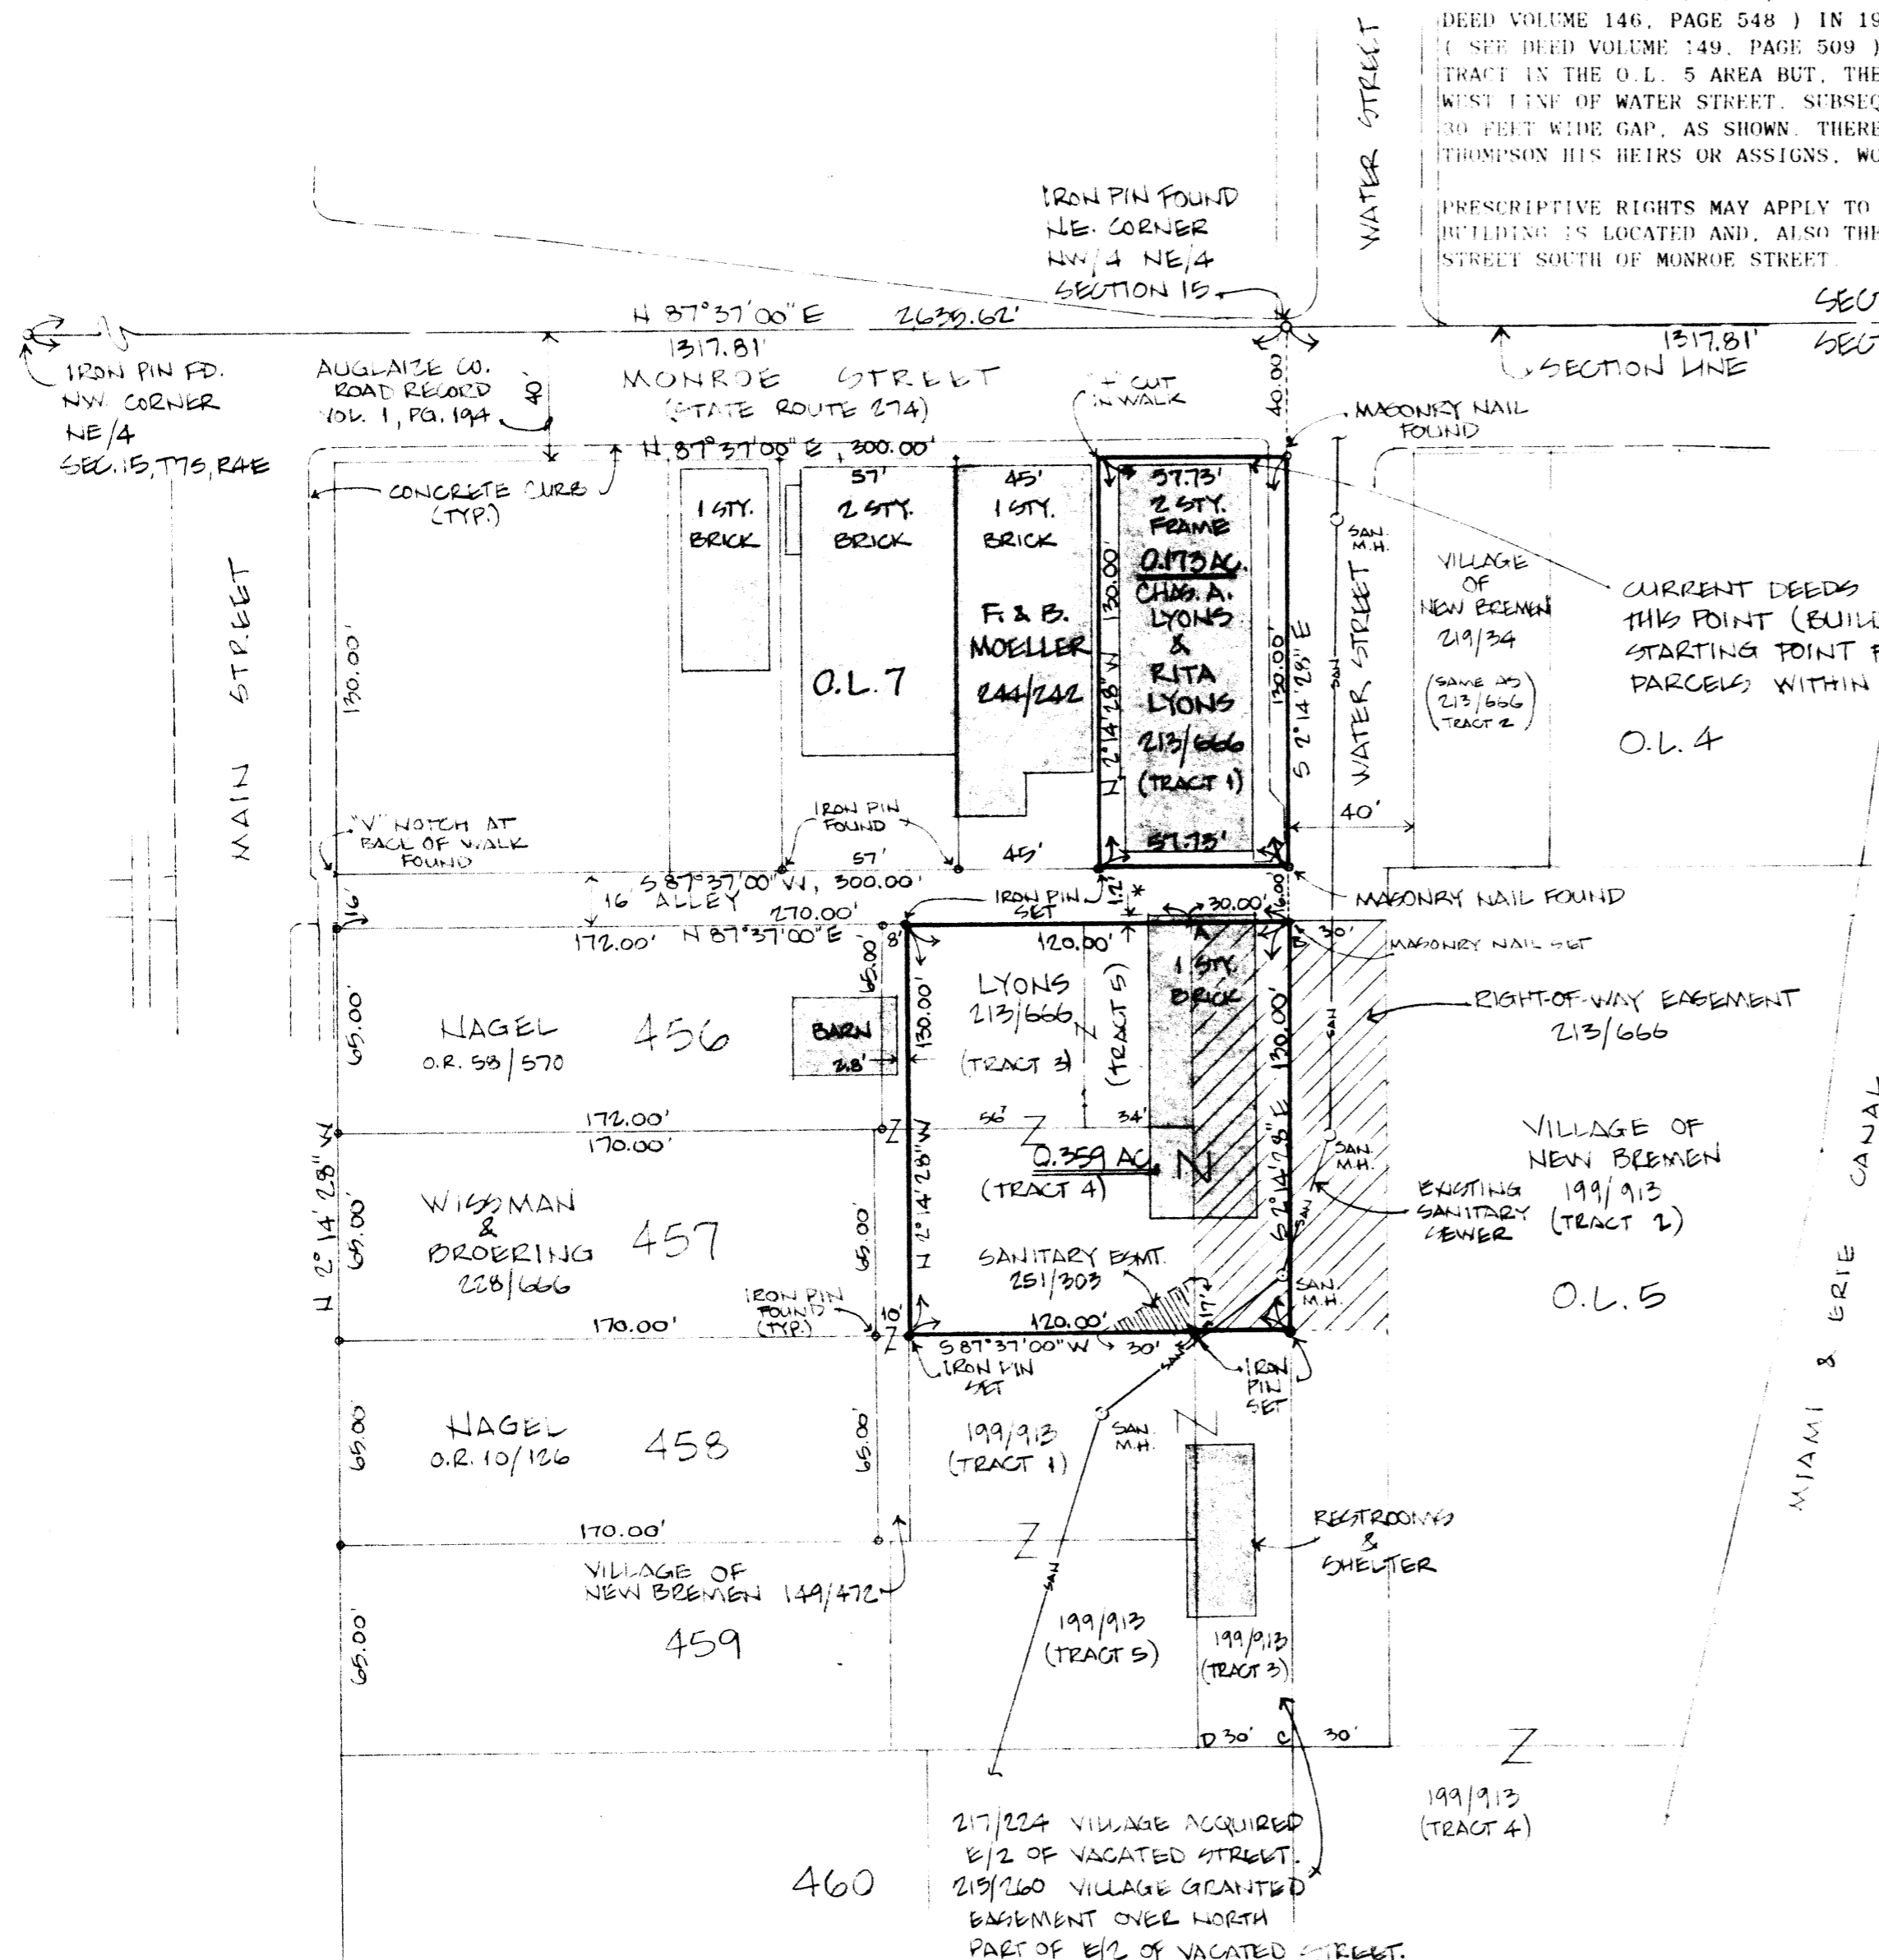 DEED VOLUME 146, PAGE 548 ) IN 19
( SEE DEED VOLUME 149, PAGE 509 )
TRACT IN THE O.L. 5 AREA BUT, THE
WEST LINE OF WATER STREET. SUBSEQ
30 FEET WIDE GAP, AS SHOWN. THERE
THOMPSON HIS HEIRS OR ASSIGNS, WO
PRESCRIPTIVE RIGHTS MAY APPLY TO
BUILDING IS LOCATED AND, ALSO THE
STREET SOUTH OF MONROE STREET.
WATER STREET
IRON PIN FOUND
N.E. CORNER
NW/4 NE/4
SECTION 15
N 87°37'00" E 2635.62'
1317.81'
1317.81'
SECTION LINE
SECT
SECT
IRON PIN FD.
NW. CORNER
NE/4
SEC. 15, T7S, R4E
AUGLAIZE CO.
ROAD RECORD
VOL. 1, PG. 194
40'
MONROE STREET
(STATE ROUTE 274)
"+" CUT
IN WALK
40.00'
MASONRY NAIL
FOUND
N 87°37'00" E, 300.00'
CONCRETE CURB
(TYP.)
MAIN STREET
130.00'
1 STY.
BRICK
57'
2 STY.
BRICK
45'
1 STY.
BRICK
F. & B.
MOELLER
244/242
O.L. 7
N 2°14'28" W 130.00'
57.73'
2 STY.
FRAME
0.173 AC.
CHAS. A.
LYONS
&
RITA
LYONS
213/666
(TRACT 1)
57.73'
130.00'
S 2°14'28" E
SAN.
M.H.
SAN
WATER STREET
40'
VILLAGE
OF
NEW BREMEN
219/34
(SAME AS
213/666
TRACT 2)
CURRENT DEEDS
THIS POINT (BUIL
STARTING POINT F
PARCELS WITHIN
O.L. 4
"V" NOTCH AT
BACK OF WALK
FOUND
IRON PIN
FOUND
57'
45'
S 87°37'00" W, 300.00'
16' ALLEY
16'
IRON PIN
SET
1.2'
*
16.00'
MASONRY NAIL FOUND
270.00'
172.00' N 87°37'00" E
8'
120.00'
30.00'
A
B
30'
MASONRY NAIL SET
65.00'
65.00'
NAGEL
O.R. 58/570
456
BARN
2.8'
130.00'
LYONS
213/666
(TRACT 3)
Z
(TRACT 5)
1 STY.
BRICK
130.00'
SAN
RIGHT-OF-WAY EASEMENT
213/666
172.00'
170.00'
Z
56'
34'
Z
0.359 AC.
(TRACT 4)
N 2°14'28" W
WISSMAN
&
BROERING
228/666
457
65.00'
65.00'
N 2°14'28" W
S 2°14'28" E
SAN.
M.H.
SAN
EXISTING
SANITARY
SEWER
VILLAGE OF
NEW BREMEN
199/913
(TRACT 2)
O.L. 5
MIAMI & ERIE CANAL
SANITARY ESMT.
251/303
17'
SAN.
M.H.
IRON PIN
FOUND
(TYP.)
10'
Z
170.00'
120.00'
S 87°37'00" W
30'
SAN
IRON PIN
SET
IRON
PIN
SET
65.00'
NAGEL
O.R. 10/126
458
65.00'
199/913
(TRACT 1)
SAN.
M.H.
Z
170.00'
Z
SAN
RESTROOMS
&
SHELTER
VILLAGE OF
NEW BREMEN 149/472
65.00'
459
199/913
(TRACT 5)
199/913
(TRACT 3)
D 30' C 30'
Z
199/913
(TRACT 4)
460
217/224 VILLAGE ACQUIRED
E/2 OF VACATED STREET.
215/260 VILLAGE GRANTED
EASEMENT OVER NORTH
PART OF E/2 OF VACATED STREET.